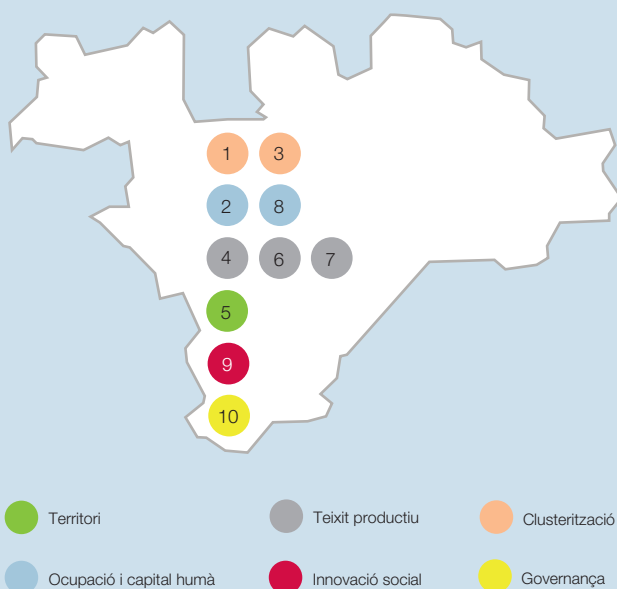 1 3
2 8
4 6 7
5
9
10
Territori Teixit productiu Clusterització
Ocupació i capital humà Innovació social Governança